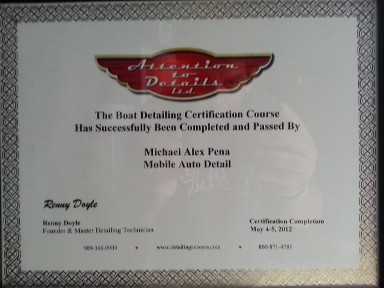 Attention
to
Details
ltd
The Boat Detailing Certification Course
Has Successfully Been Completed and Passed By
Michael Alex Pena
Mobile Auto Detail
Renny Doyle
Renny Doyle
Founder & Master Detailing Technician
Certification Completion
May 4-5, 2012